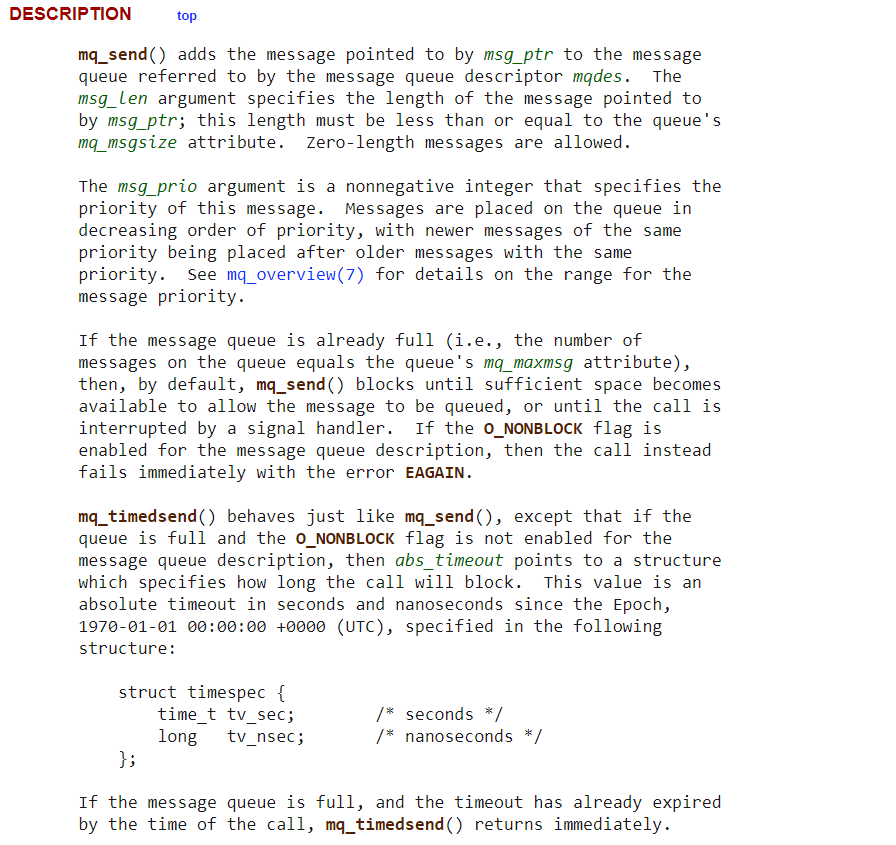 DESCRIPTION top
mq_send() adds the message pointed to by msg_ptr to the message
queue referred to by the message queue descriptor mqdes. The
msg_len argument specifies the length of the message pointed to
by msg_ptr; this length must be less than or equal to the queue's
mq_msgsize attribute. Zero-length messages are allowed.
The msg_prio argument is a nonnegative integer that specifies the
priority of this message. Messages are placed on the queue in
decreasing order of priority, with newer messages of the same
priority being placed after older messages with the same
priority. See mq_overview(7) for details on the range for the
message priority.
If the message queue is already full (i.e., the number of
messages on the queue equals the queue's mq_maxmsg attribute),
then, by default, mq_send() blocks until sufficient space becomes
available to allow the message to be queued, or until the call is
interrupted by a signal handler. If the O_NONBLOCK flag is
enabled for the message queue description, then the call instead
fails immediately with the error EAGAIN.
mq_timedsend() behaves just like mq_send(), except that if the
queue is full and the O_NONBLOCK flag is not enabled for the
message queue description, then abs_timeout points to a structure
which specifies how long the call will block. This value is an
absolute timeout in seconds and nanoseconds since the Epoch,
1970-01-01 00:00:00 +0000 (UTC), specified in the following
structure:
struct timespec {
time_t tv_sec; /* seconds */
long tv_nsec; /* nanoseconds */
};
If the message queue is full, and the timeout has already expired
by the time of the call, mq_timedsend() returns immediately.